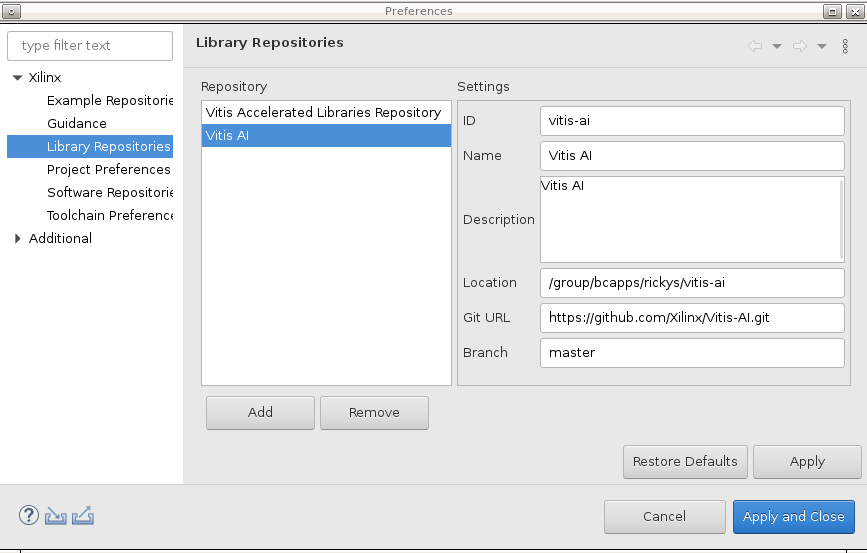 Preferences
type filter text
Xilinx
Example Repositorie
Guidance
Library Repositories
Project Preferences
Software Repositorie
Toolchain Preference
Additional
Library Repositories
Repository
Vitis Accelerated Libraries Repository
Vitis AI
Add
Remove
Settings
ID
vitis-ai
Name
Vitis AI
Description
Vitis AI
Location
/group/bcapps/rickys/vitis-ai
Git URL
https://github.com/Xilinx/Vitis-AI.git
Branch
master
Restore Defaults
Apply
?
Cancel
Apply and Close